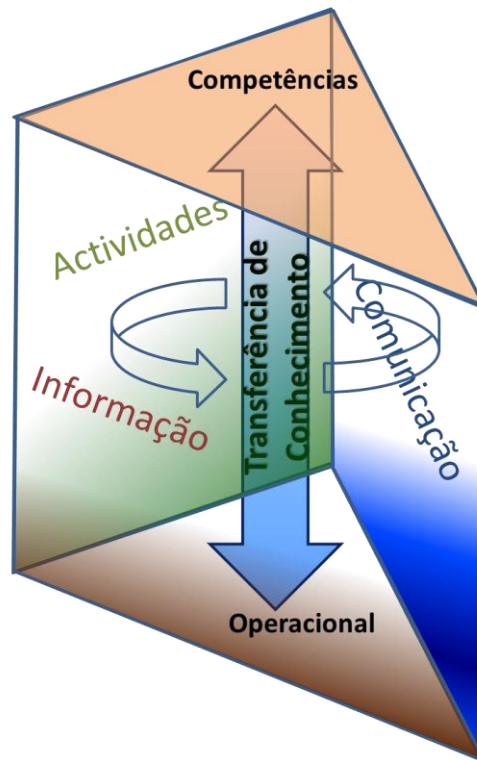 Competências
Actividades
Transferência de
Conhecimento
Comunicação
Informação
Operacional